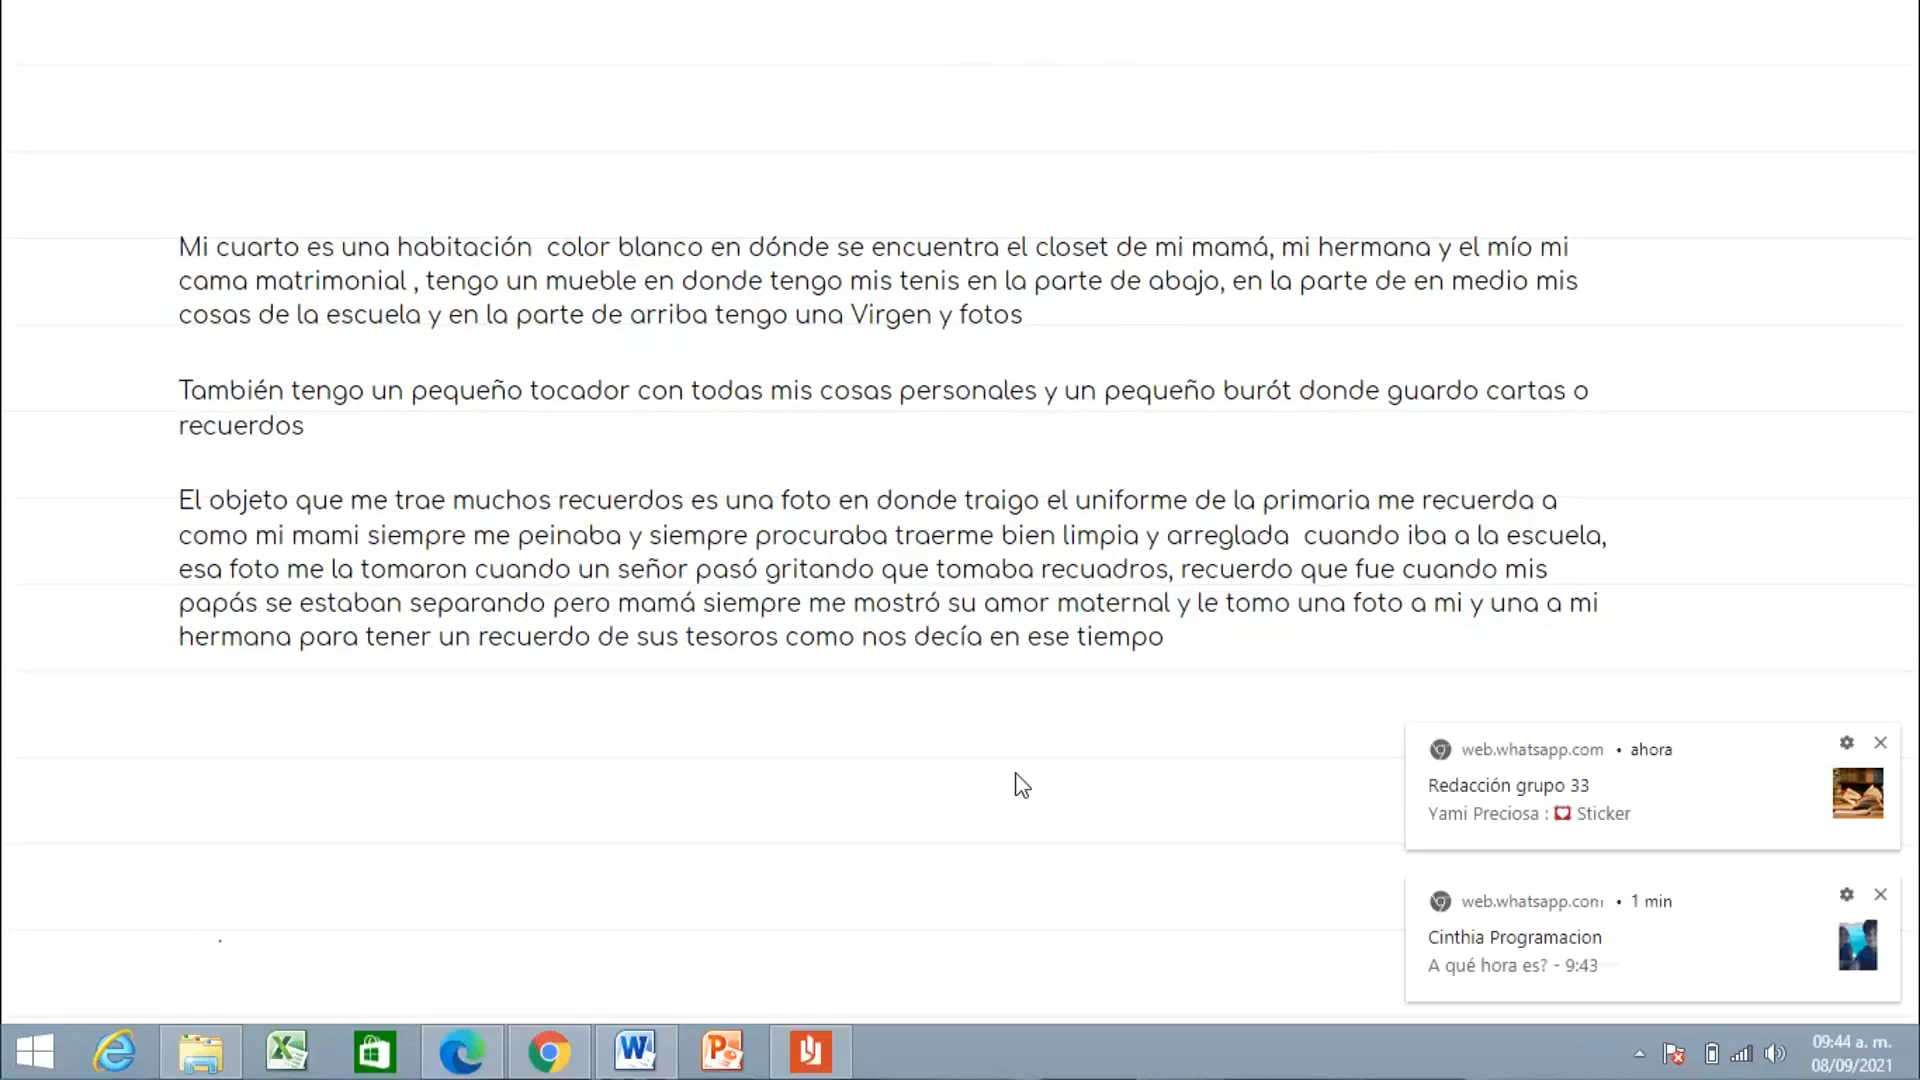 Mi cuarto es una habitación  color blanco en dónde se encuentra el closet de mi mamá, mi hermana y el mío mi
cama matrimonial , tengo un mueble en donde tengo mis tenis en la parte de abajo, en la parte de en medio mis
cosas de la escuela y en la parte de arriba tengo una Virgen y fotos
También tengo un pequeño tocador con todas mis cosas personales y un pequeño burót donde guardo cartas o
recuerdos
El objeto que me trae muchos recuerdos es una foto en donde traigo el uniforme de la primaria me recuerda a
como mi mami siempre me peinaba y siempre procuraba traerme bien limpia y arreglada  cuando iba a la escuela,
esa foto me la tomaron cuando un señor pasó gritando que tomaba recuadros, recuerdo que fue cuando mis
papás se estaban separando pero mamá siempre me mostró su amor maternal y le tomo una foto a mi y una a mi
hermana para tener un recuerdo de sus tesoros como nos decía en ese tiempo
web.whatsapp.com • ahora
Redacción grupo 33
Yami Preciosa : Sticker
web.whatsapp.com • 1 min
Cinthia Programacion
A qué hora es? - 9:43
09:44 a. m.
08/09/2021